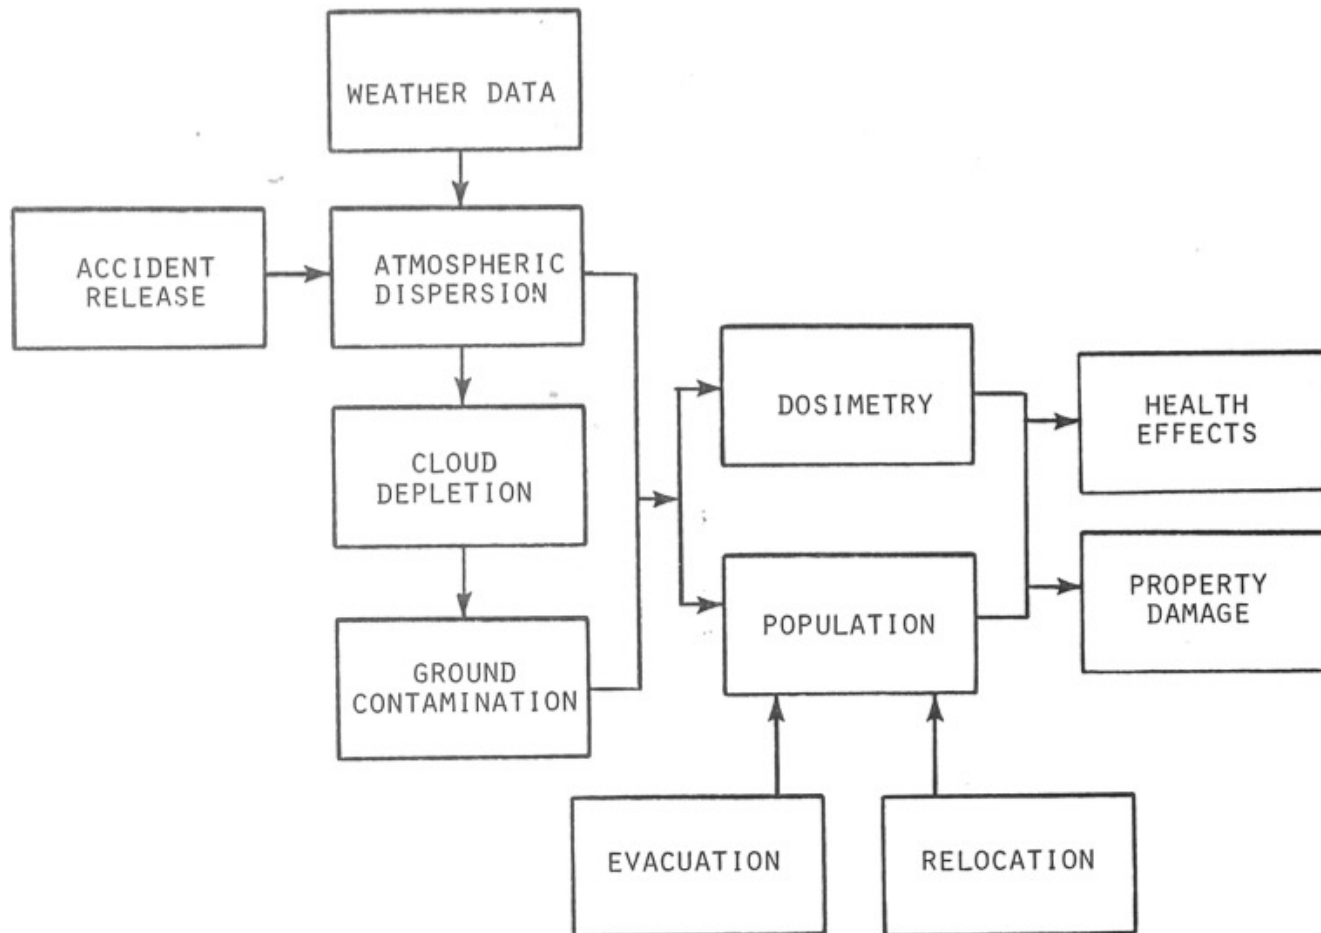 WEATHER DATA
ACCIDENT
RELEASE
ATMOSPHERIC
DISPERSION
CLOUD
DEPLETION
GROUND
CONTAMINATION
DOSIMETRY
POPULATION
HEALTH
EFFECTS
PROPERTY
DAMAGE
EVACUATION
RELOCATION